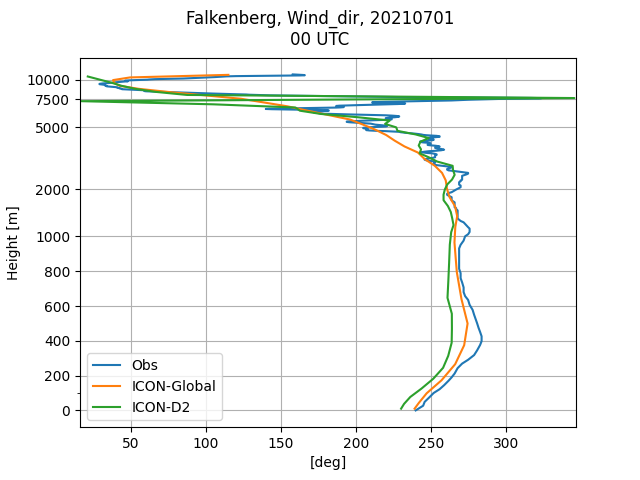 Falkenberg, Wind_dir, 20210701
00 UTC
10000
7500
5000
2000
1000
800
600
400
200
0
Height [m]
Obs
ICON-Global
ICON-D2
50 100 150 200 250 300
[deg]